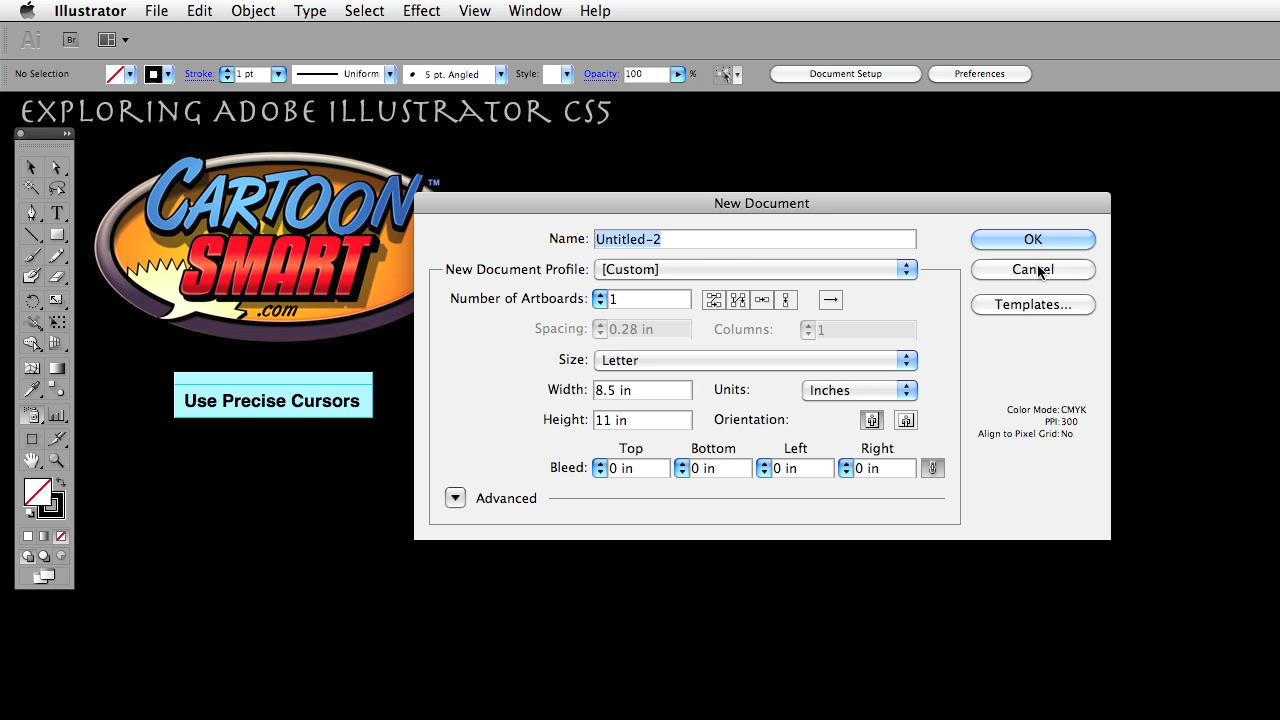 Illustrator File Edit Object Type Select Effect View Window Help
Ai Br
No Selection Stroke: 1 pt Uniform 5 pt. Angled Style: Opacity: 100 % Document Setup Preferences
EXPLORING ADOBE ILLUSTRATOR CS5
CARTOON ™
SMART
.com
Use Precise Cursors
New Document
Name: Untitled-2 OK
New Document Profile: [Custom] Cancel
Number of Artboards: 1 Templates...
Spacing: 0.28 in Columns: 1
Size: Letter
Width: 8.5 in Units: Inches
Height: 11 in Orientation:
Color Mode: CMYK
PPI: 300
Align to Pixel Grid: No
Top Bottom Left Right
Bleed: 0 in 0 in 0 in 0 in
Advanced